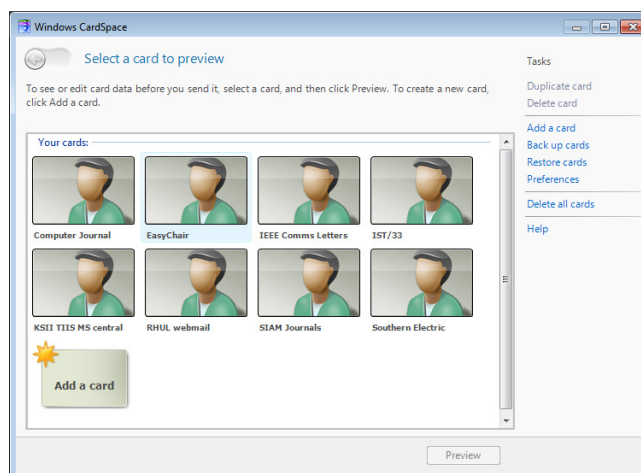 Windows CardSpace
Select a card to preview
To see or edit card data before you send it, select a card, and then click Preview. To create a new card,
click Add a card.
Your cards:
Computer Journal
EasyChair
IEEE Comms Letters
IST/33
KSII TIIS MS central
RHUL webmail
SIAM Journals
Southern Electric
Add a card
Preview
Tasks
Duplicate card
Delete card
Add a card
Back up cards
Restore cards
Preferences
Delete all cards
Help